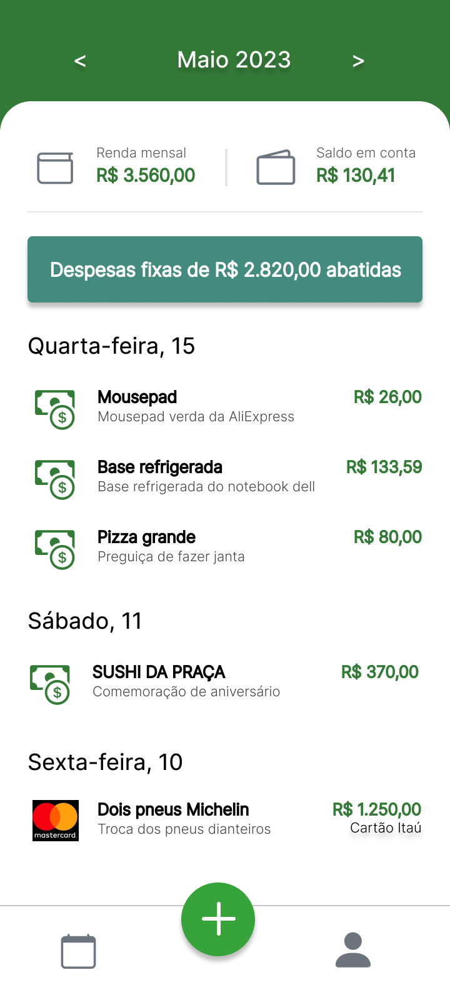 < Maio 2023 >
Renda mensal
R$ 3.560,00
Saldo em conta
R$ 130,41
Despesas fixas de R$ 2.820,00 abatidas
Quarta-feira, 15
Mousepad R$ 26,00
Mousepad verda da AliExpress
Base refrigerada R$ 133,59
Base refrigerada do notebook dell
Pizza grande R$ 80,00
Preguiça de fazer janta
Sábado, 11
SUSHI DA PRAÇA R$ 370,00
Comemoração de aniversário
Sexta-feira, 10
Dois pneus Michelin R$ 1.250,00
Troca dos pneus dianteiros Cartão Itaú
mastercard.